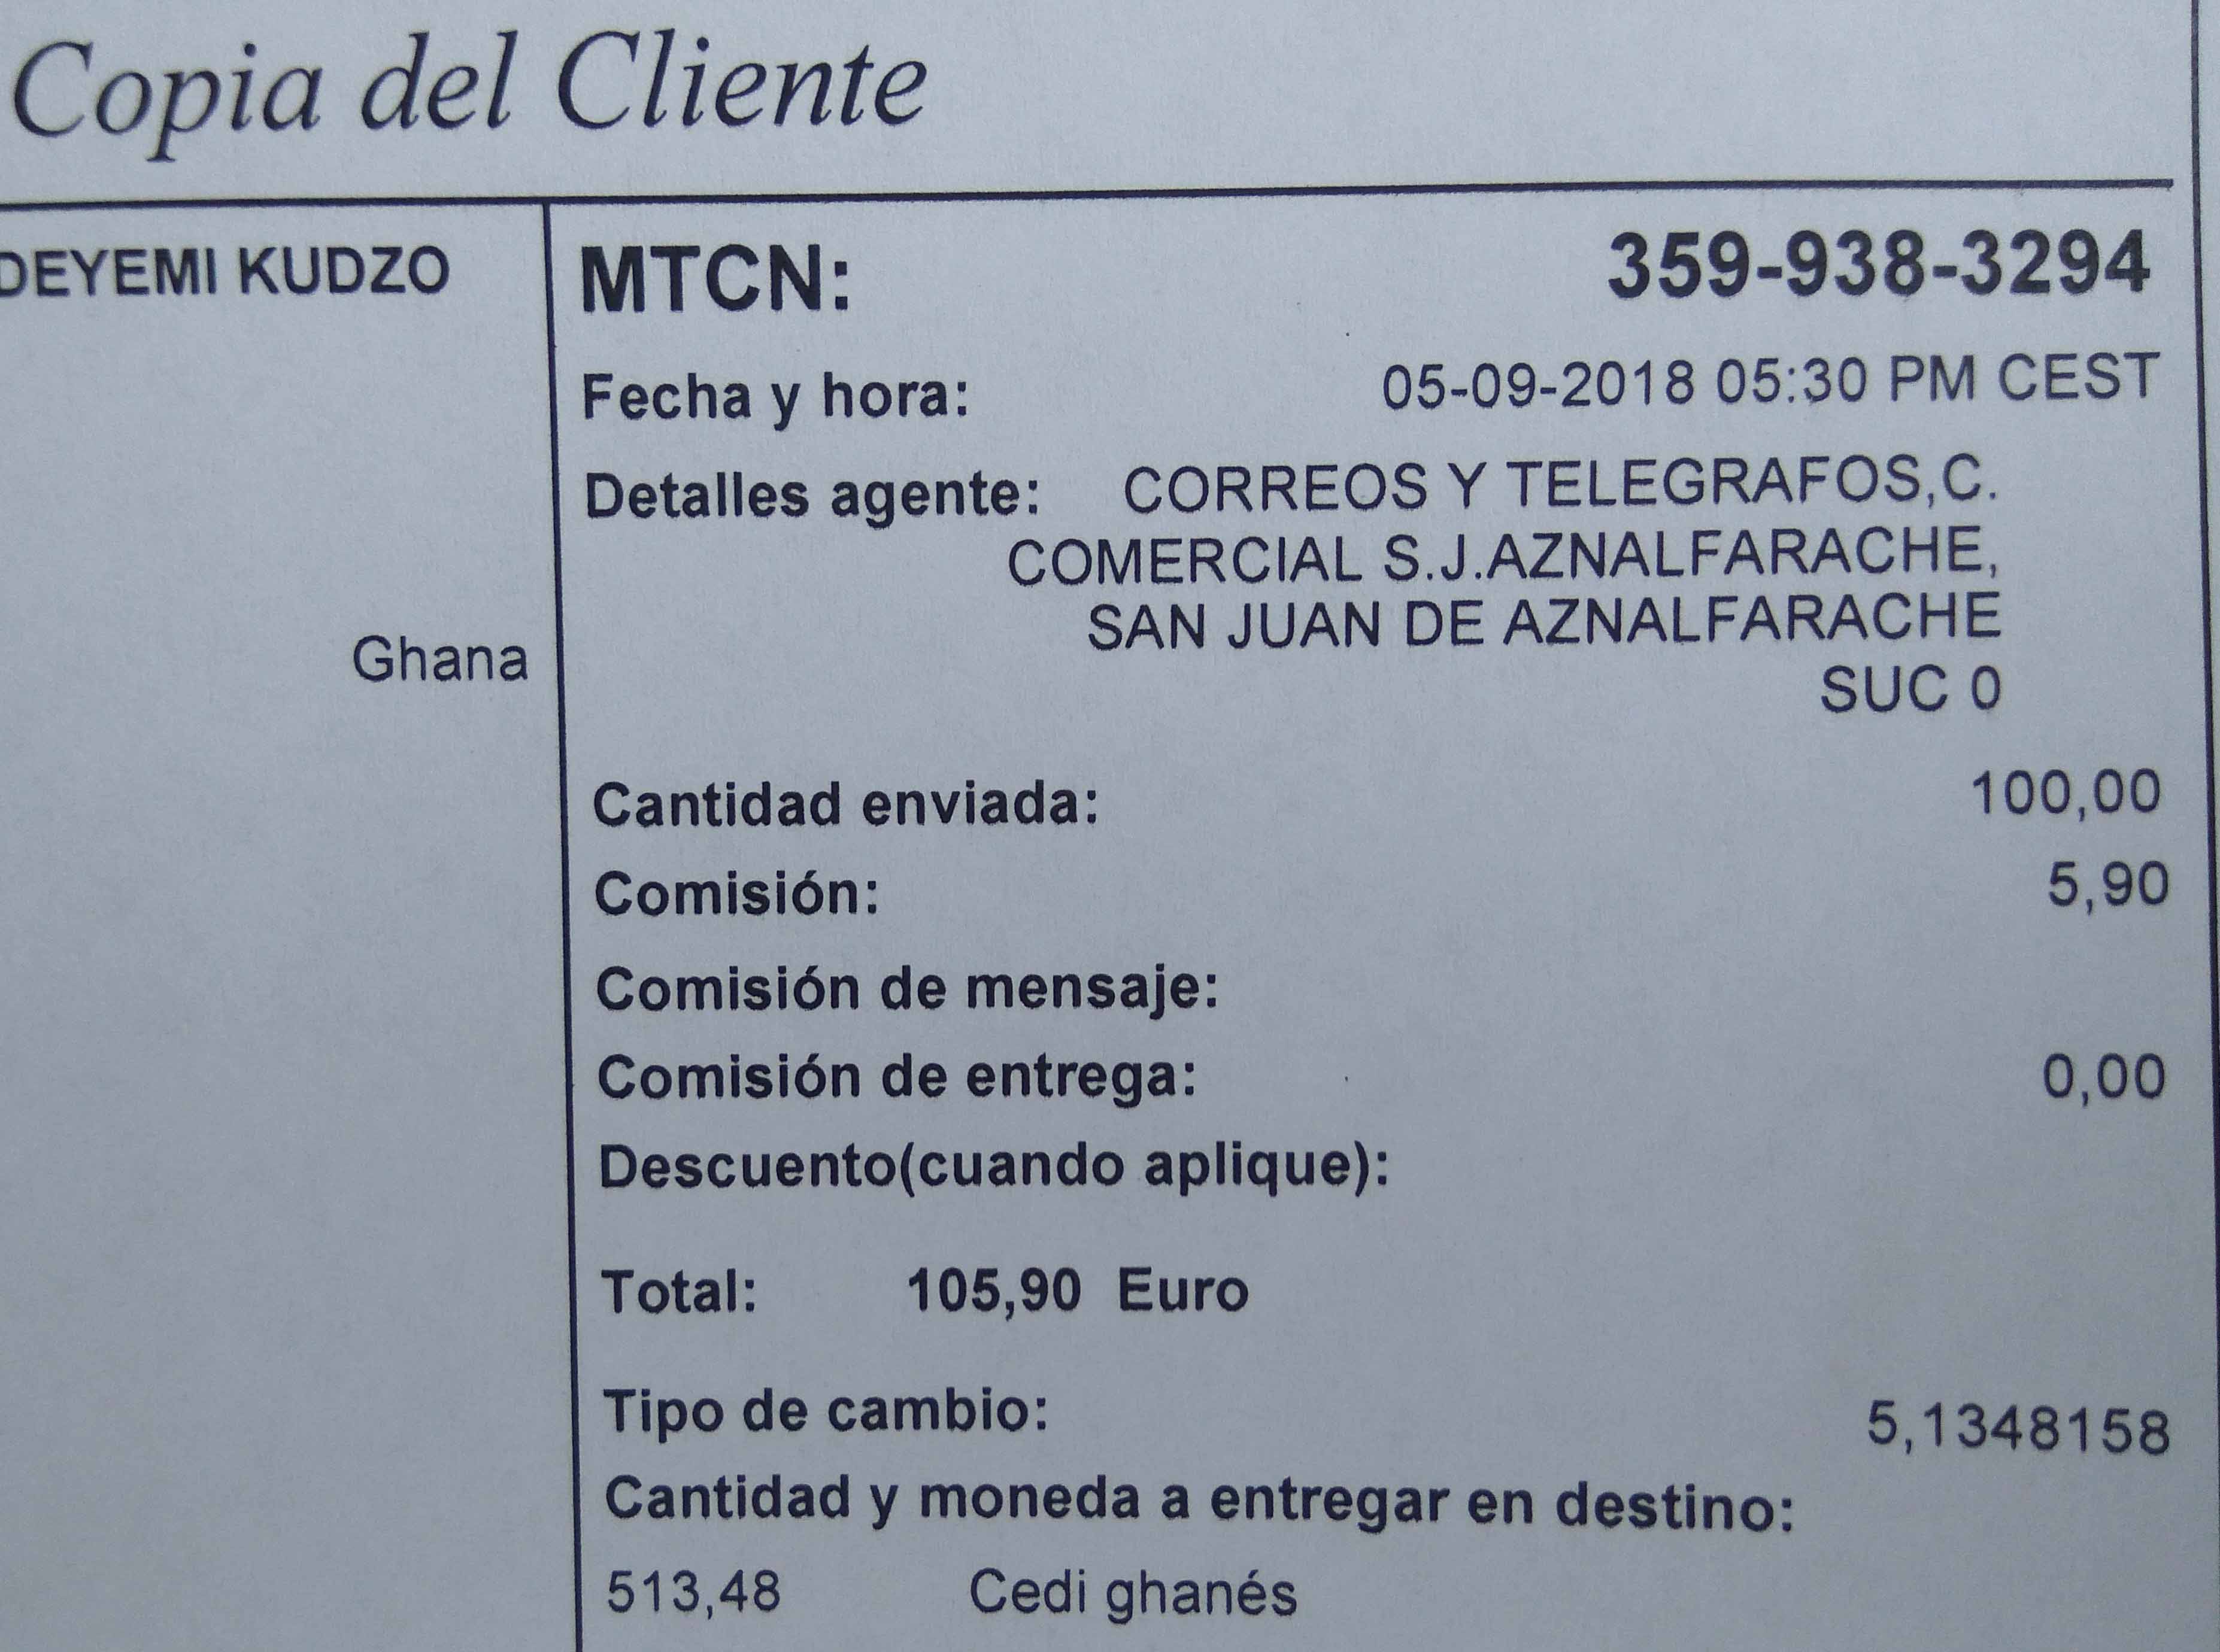 Copia del Cliente
DEYEMI KUDZO
Ghana
MTCN: 359-938-3294
Fecha y hora: 05-09-2018 05:30 PM CEST
Detalles agente: CORREOS Y TELEGRAFOS,C.
COMERCIAL S.J.AZNALFARACHE,
SAN JUAN DE AZNALFARACHE
SUC 0
Cantidad enviada: 100,00
Comisión: 5,90
Comisión de mensaje:
Comisión de entrega: 0,00
Descuento(cuando aplique):
Total: 105,90 Euro
Tipo de cambio: 5,1348158
Cantidad y moneda a entregar en destino:
513,48 Cedi ghanés